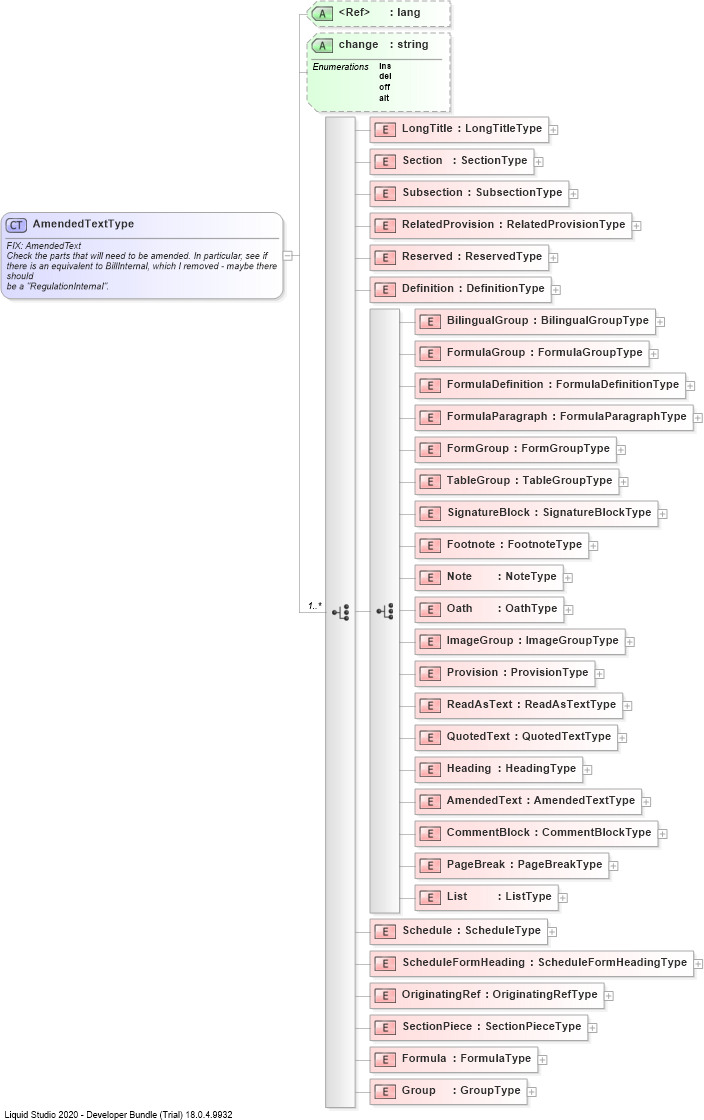 A <Ref> : lang
A change : string
Enumerations ins
del
off
alt
E LongTitle : LongTitleType
E Section : SectionType
E Subsection : SubsectionType
E RelatedProvision : RelatedProvisionType
E Reserved : ReservedType
E Definition : DefinitionType
CT AmendedTextType
FIX: AmendedText
Check the parts that will need to be amended. In particular, see if
there is an equivalent to BillInternal, which I removed - maybe there
should
be a "RegulationInternal".
E BilingualGroup : BilingualGroupType
E FormulaGroup : FormulaGroupType
E FormulaDefinition : FormulaDefinitionType
E FormulaParagraph : FormulaParagraphType
E FormGroup : FormGroupType
E TableGroup : TableGroupType
E SignatureBlock : SignatureBlockType
E Footnote : FootnoteType
E Note : NoteType
1..*
E Oath : OathType
E ImageGroup : ImageGroupType
E Provision : ProvisionType
E ReadAsText : ReadAsTextType
E QuotedText : QuotedTextType
E Heading : HeadingType
E AmendedText : AmendedTextType
E CommentBlock : CommentBlockType
E PageBreak : PageBreakType
E List : ListType
E Schedule : ScheduleType
E ScheduleFormHeading : ScheduleFormHeadingType
E OriginatingRef : OriginatingRefType
E SectionPiece : SectionPieceType
E Formula : FormulaType
E Group : GroupType
Liquid Studio 2020 - Developer Bundle (Trial) 18.0.4.9932